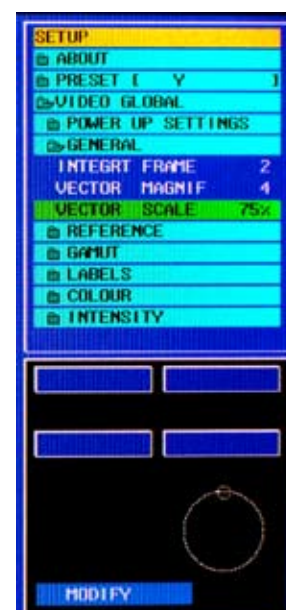 SETUP
ABOUT
PRESET [ Y ]
VIDEO GLOBAL
POWER UP SETTINGS
GENERAL
INTEGRT FRAME 2
VECTOR MAGNIF 4
VECTOR SCALE 75%
REFERENCE
GAMUT
LABELS
COLOUR
INTENSITY
MODIFY